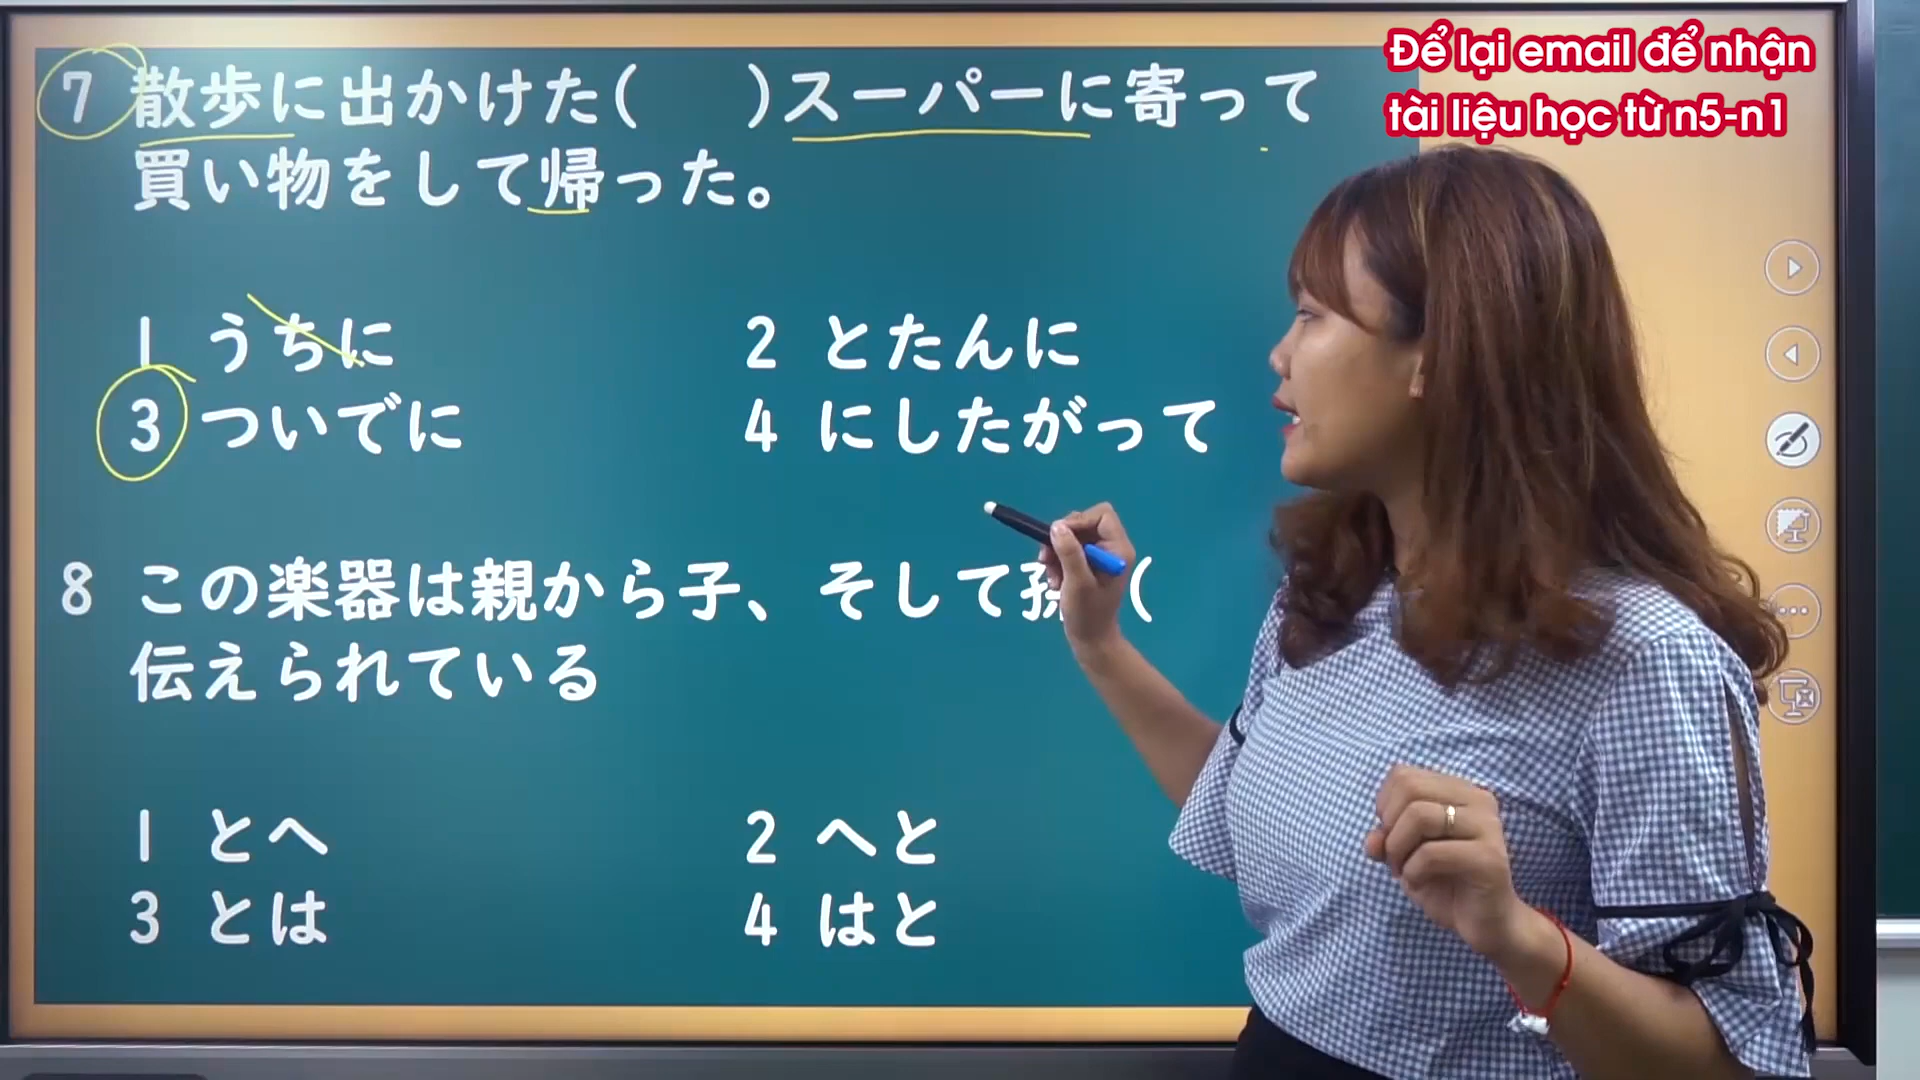 Để lại email để nhận
tài liệu học từ n5-n1
7 散歩に出かけた(　　)スーパーに寄って
買い物をして帰った。
1 うちに
2 とたんに
3 ついでに
4 にしたがって
8 この楽器は親から子、そして孫(
伝えられている
1 とへ
2 へと
3 とは
4 はと